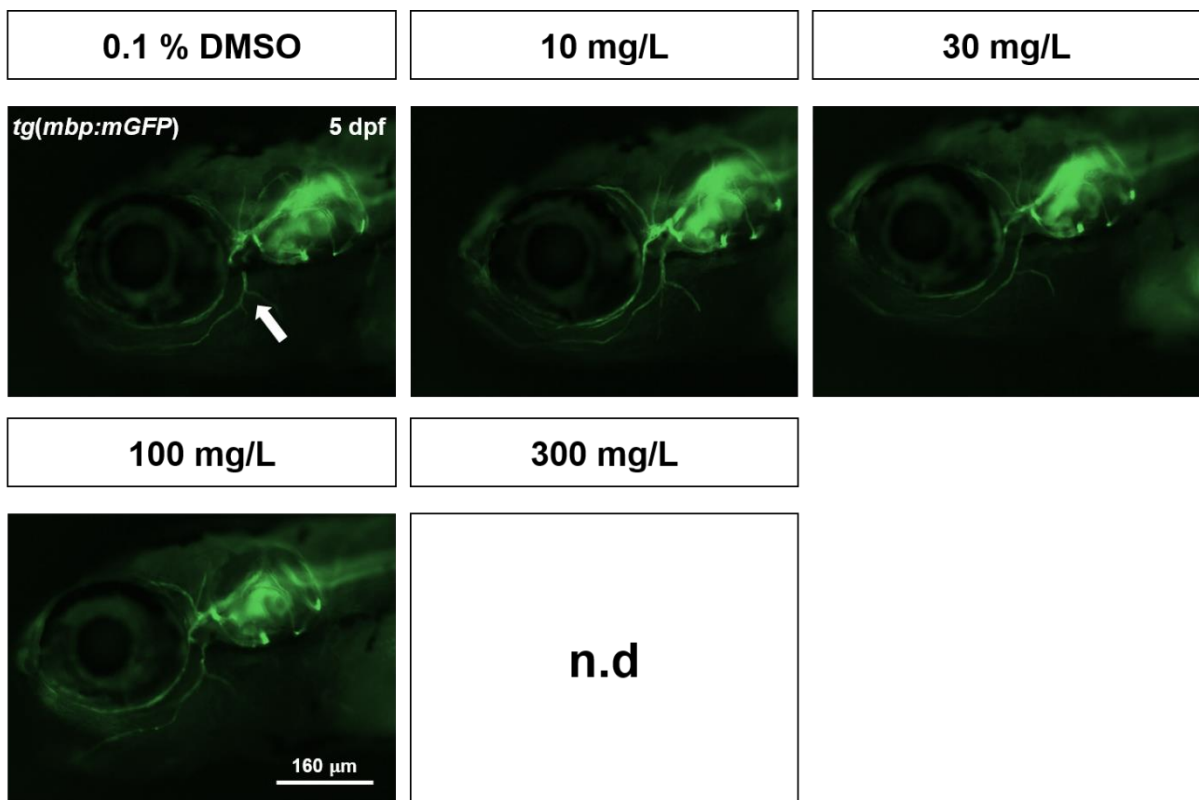 0.1 % DMSO
10 mg/L
30 mg/L
tg(mbp:mGFP) 5 dpf
100 mg/L
300 mg/L
160 μm
n.d